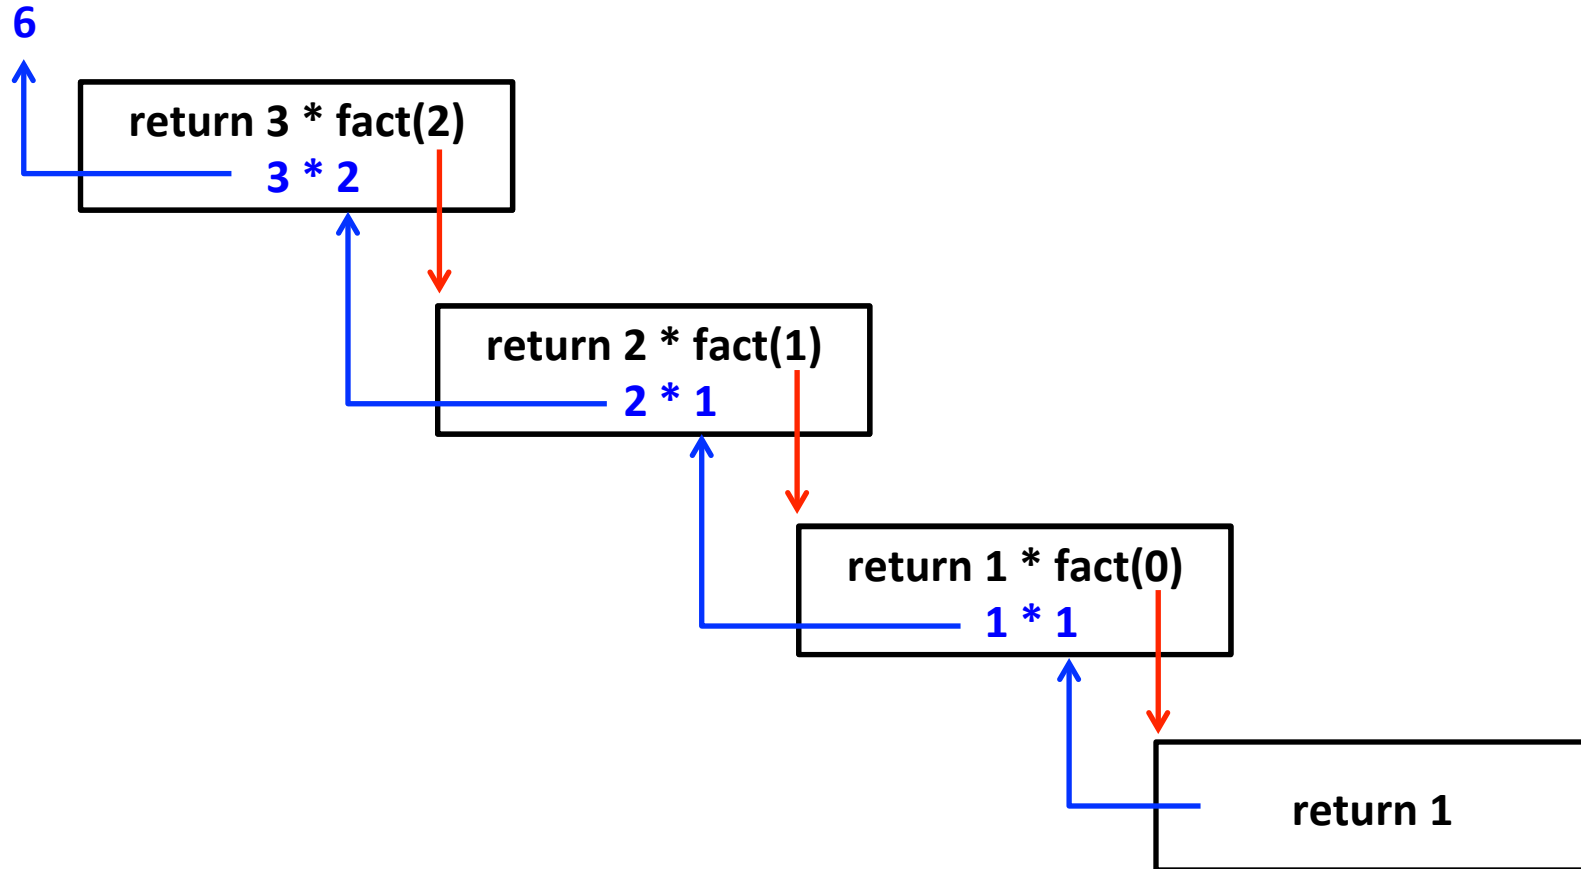 6
return 3 * fact(2)
3 * 2
return 2 * fact(1)
2 * 1
return 1 * fact(0)
1 * 1
return 1